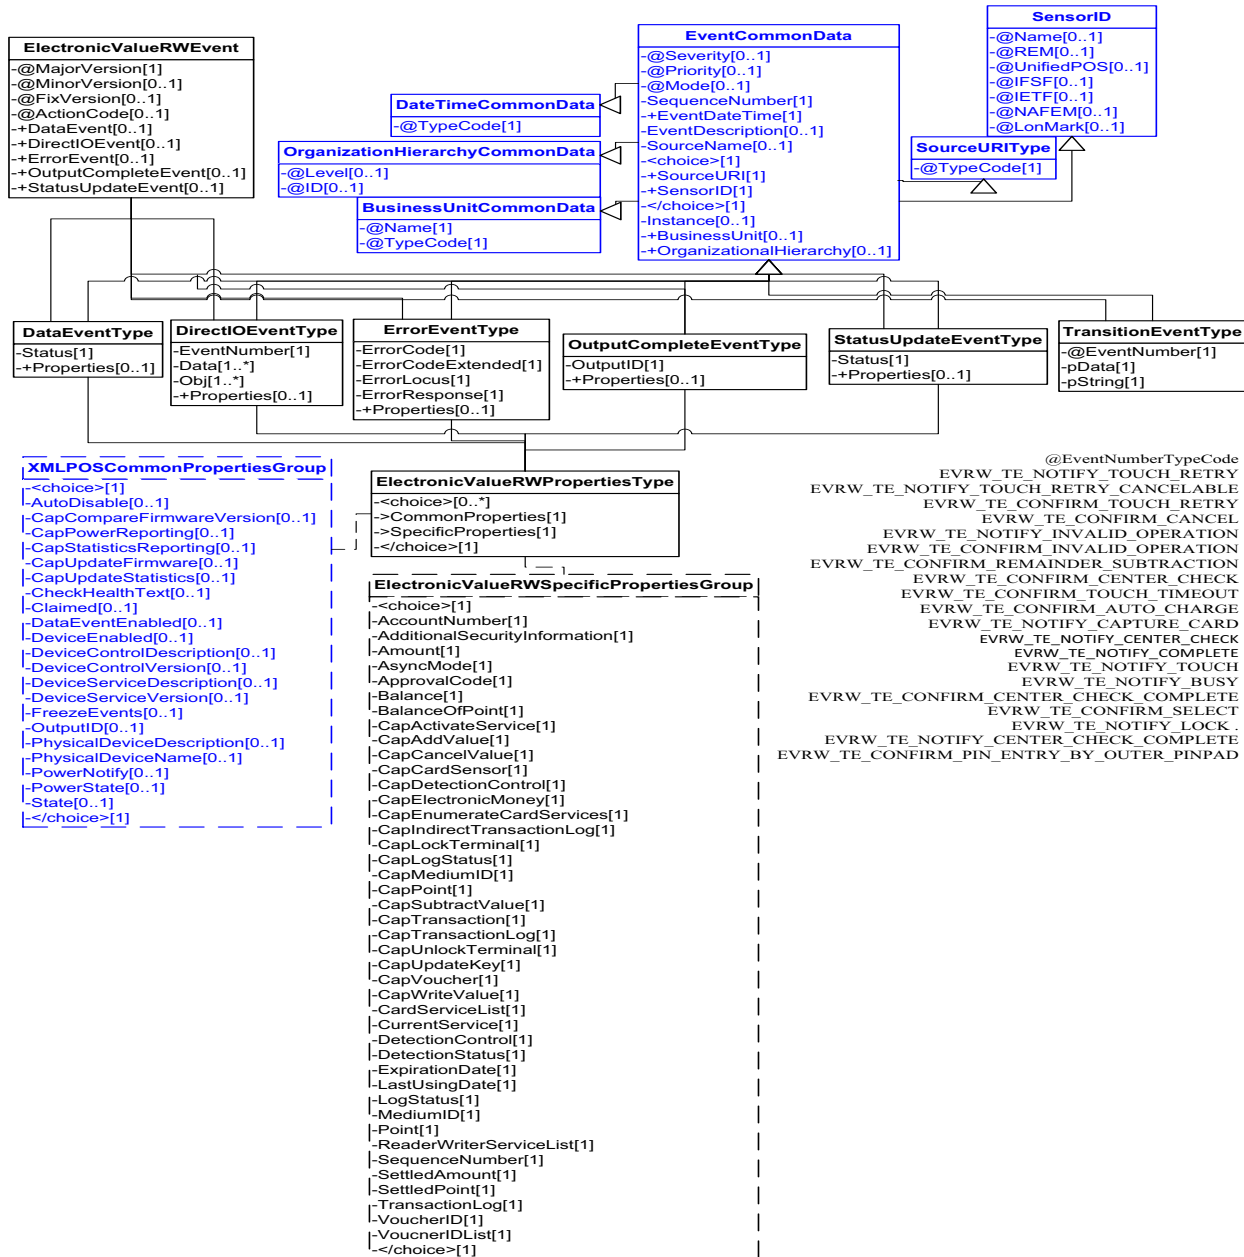 ElectronicValueRWEvent
-@MajorVersion[1]
-@MinorVersion[0..1]
-@FixVersion[0..1]
-@ActionCode[0..1]
-+DataEvent[0..1]
-+DirectIOEvent[0..1]
-+ErrorEvent[0..1]
-+OutputCompleteEvent[0..1]
-+StatusUpdateEvent[0..1]
DateTimeCommonData
-@TypeCode[1]
OrganizationHierarchyCommonData
-@Level[0..1]
-@ID[0..1]
BusinessUnitCommonData
-@Name[1]
-@TypeCode[1]
EventCommonData
-@Severity[0..1]
-@Priority[0..1]
-@Mode[0..1]
-SequenceNumber[1]
-+EventDateTime[1]
-EventDescription[0..1]
-SourceName[0..1]
-<choice>[1]
-+SourceURI[1]
-+SensorID[1]
-</choice>[1]
-Instance[0..1]
-+BusinessUnit[0..1]
-+OrganizationalHierarchy[0..1]
SensorID
-@Name[0..1]
-@REM[0..1]
-@UnifiedPOS[0..1]
-@IFSF[0..1]
-@IETF[0..1]
-@NAFEM[0..1]
-@LonMark[0..1]
SourceURIType
-@TypeCode[1]
DataEventType
-Status[1]
-+Properties[0..1]
DirectIOEventType
-EventNumber[1]
-Data[1..*]
-Obj[1..*]
-+Properties[0..1]
ErrorEventType
-ErrorCode[1]
-ErrorCodeExtended[1]
-ErrorLocus[1]
-ErrorResponse[1]
-+Properties[0..1]
OutputCompleteEventType
-OutputID[1]
-+Properties[0..1]
StatusUpdateEventType
-Status[1]
-+Properties[0..1]
TransitionEventType
-@EventNumber[1]
-pData[1]
-pString[1]
XMLPOSCommonPropertiesGroup
-<choice>[1]
-AutoDisable[0..1]
-CapCompareFirmwareVersion[0..1]
-CapPowerReporting[0..1]
-CapStatisticsReporting[0..1]
-CapUpdateFirmware[0..1]
-CapUpdateStatistics[0..1]
-CheckHealthText[0..1]
-Claimed[0..1]
-DataEventEnabled[0..1]
-DeviceEnabled[0..1]
-DeviceControlDescription[0..1]
-DeviceControlVersion[0..1]
-DeviceServiceDescription[0..1]
-DeviceServiceVersion[0..1]
-FreezeEvents[0..1]
-OutputID[0..1]
-PhysicalDeviceDescription[0..1]
-PhysicalDeviceName[0..1]
-PowerNotify[0..1]
-PowerState[0..1]
-State[0..1]
-</choice>[1]
ElectronicValueRWPropertiesType
-<choice>[0..*]
->CommonProperties[1]
->SpecificProperties[1]
-</choice>[1]
ElectronicValueRWSpecificPropertiesGroup
-<choice>[1]
-AccountNumber[1]
-AdditionalSecurityInformation[1]
-Amount[1]
-AsyncMode[1]
-ApprovalCode[1]
-Balance[1]
-BalanceOfPoint[1]
-CapActivateService[1]
-CapAddValue[1]
-CapCancelValue[1]
-CapCardSensor[1]
-CapDetectionControl[1]
-CapElectronicMoney[1]
-CapEnumerateCardServices[1]
-CapIndirectTransactionLog[1]
-CapLockTerminal[1]
-CapLogStatus[1]
-CapMediumID[1]
-CapPoint[1]
-CapSubtractValue[1]
-CapTransaction[1]
-CapTransactionLog[1]
-CapUnlockTerminal[1]
-CapUpdateKey[1]
-CapVoucher[1]
-CapWriteValue[1]
-CardServiceList[1]
-CurrentService[1]
-DetectionControl[1]
-DetectionStatus[1]
-ExpirationDate[1]
-LastUsingDate[1]
-LogStatus[1]
-MediumID[1]
-Point[1]
-ReaderWriterServiceList[1]
-SequenceNumber[1]
-SettledAmount[1]
-SettledPoint[1]
-TransactionLog[1]
-VoucherID[1]
-VoucnerIDList[1]
-</choice>[1]
@EventNumberTypeCode
EVRW_TE_NOTIFY_TOUCH_RETRY
EVRW_TE_NOTIFY_TOUCH_RETRY_CANCELABLE
EVRW_TE_CONFIRM_TOUCH_RETRY
EVRW_TE_CONFIRM_CANCEL
EVRW_TE_NOTIFY_INVALID_OPERATION
EVRW_TE_CONFIRM_INVALID_OPERATION
EVRW_TE_CONFIRM_REMAINDER_SUBTRACTION
EVRW_TE_CONFIRM_CENTER_CHECK
EVRW_TE_CONFIRM_TOUCH_TIMEOUT
EVRW_TE_CONFIRM_AUTO_CHARGE
EVRW_TE_NOTIFY_CAPTURE_CARD
EVRW_TE_NOTIFY_CENTER_CHECK
EVRW_TE_NOTIFY_COMPLETE
EVRW_TE_NOTIFY_TOUCH
EVRW_TE_NOTIFY_BUSY
EVRW_TE_CONFIRM_CENTER_CHECK_COMPLETE
EVRW_TE_CONFIRM_SELECT
EVRW_TE_NOTIFY_LOCK .
EVRW_TE_NOTIFY_CENTER_CHECK_COMPLETE
EVRW_TE_CONFIRM_PIN_ENTRY_BY_OUTER_PINPAD